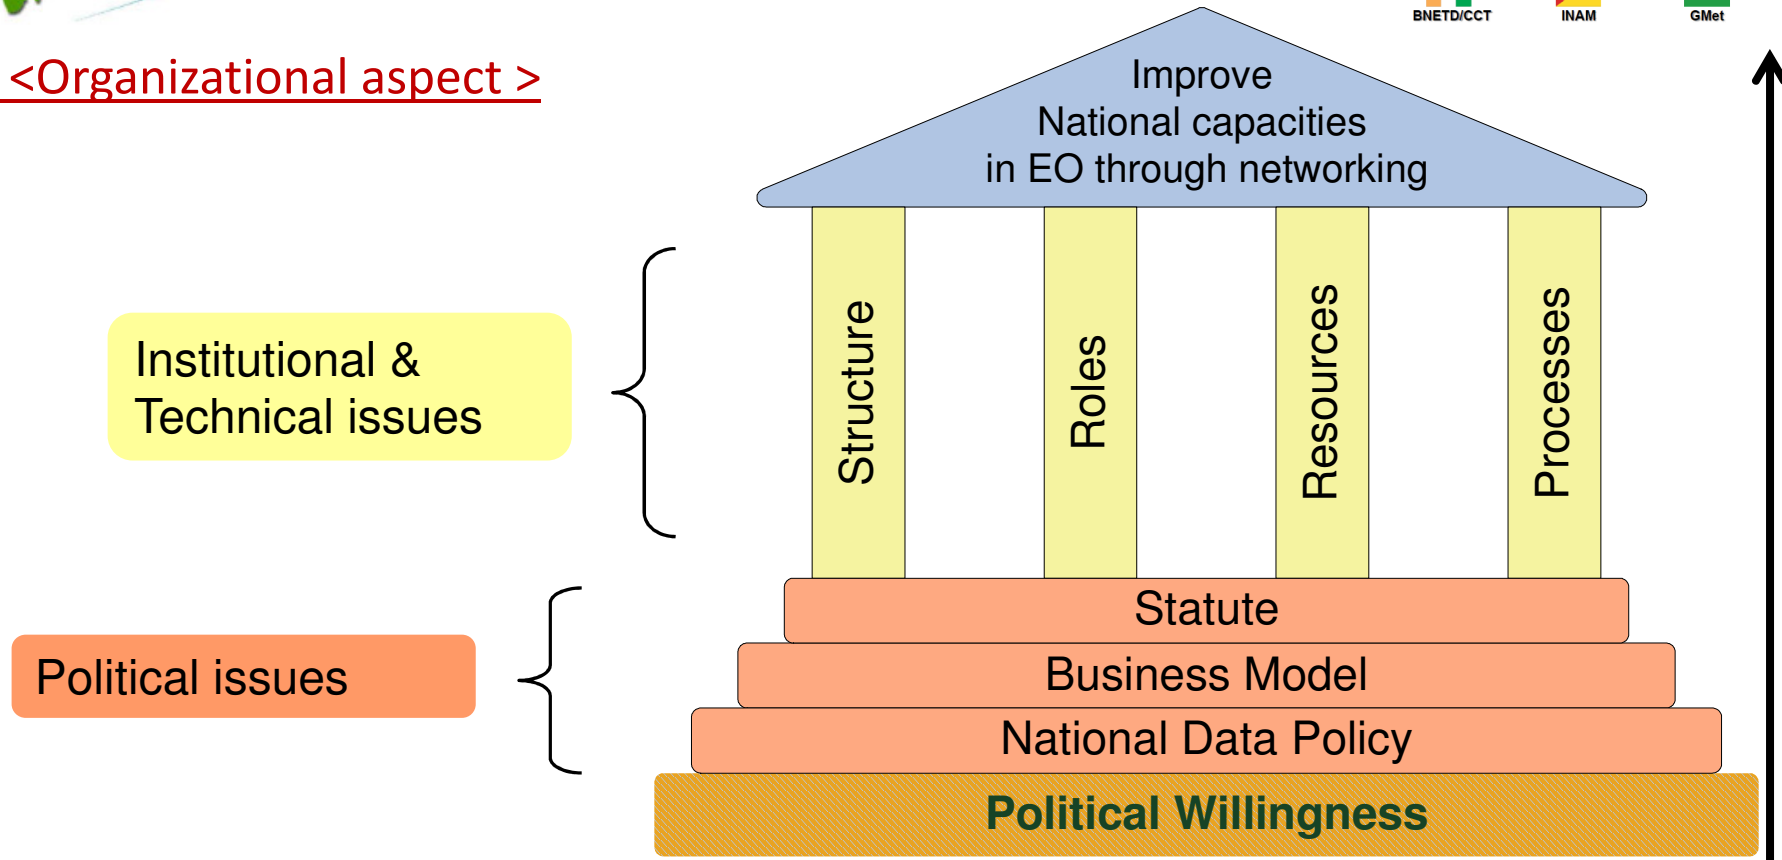 BNETD/CCT
INAM
GMet
<Organizational aspect >
Improve
National capacities
in EO through networking
Institutional &
Technical issues
Structure
Roles
Resources
Processes
Political issues
Statute
Business Model
National Data Policy
Political Willingness